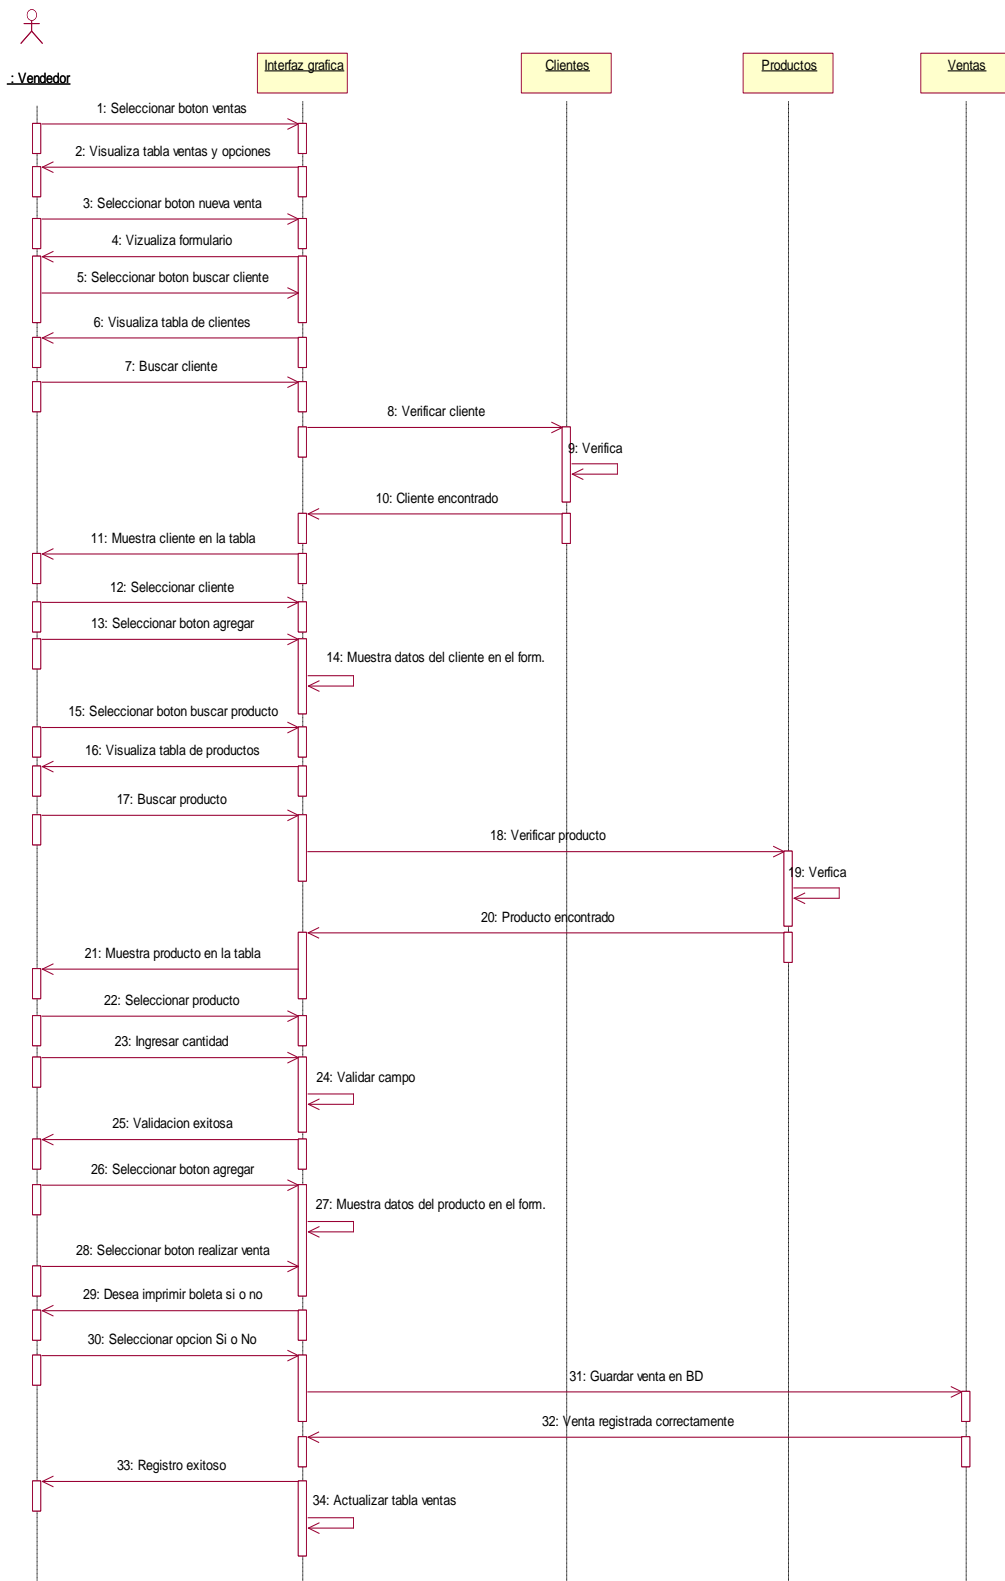 : Vendedor
Interfaz grafica
Clientes
Productos
Ventas
1: Seleccionar boton ventas
2: Visualiza tabla ventas y opciones
3: Seleccionar boton nueva venta
4: Vizualiza formulario
5: Seleccionar boton buscar cliente
6: Visualiza tabla de clientes
7: Buscar cliente
8: Verificar cliente
9: Verifica
10: Cliente encontrado
11: Muestra cliente en la tabla
12: Seleccionar cliente
13: Seleccionar boton agregar
14: Muestra datos del cliente en el form.
15: Seleccionar boton buscar producto
16: Visualiza tabla de productos
17: Buscar producto
18: Verificar producto
19: Verfica
20: Producto encontrado
21: Muestra producto en la tabla
22: Seleccionar producto
23: Ingresar cantidad
24: Validar campo
25: Validacion exitosa
26: Seleccionar boton agregar
27: Muestra datos del producto en el form.
28: Seleccionar boton realizar venta
29: Desea imprimir boleta si o no
30: Seleccionar opcion Si o No
31: Guardar venta en BD
32: Venta registrada correctamente
33: Registro exitoso
34: Actualizar tabla ventas